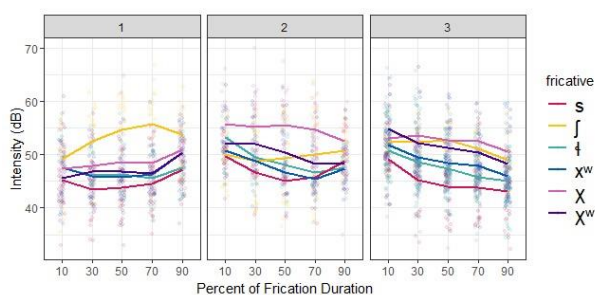 1 2 3
70
60
50
40
Intensity (dB)
10 30 50 70 90 10 30 50 70 90 10 30 50 70 90
Percent of Frication Duration
fricative
s
ʃ
ɬ
xʷ
χ
χʷ